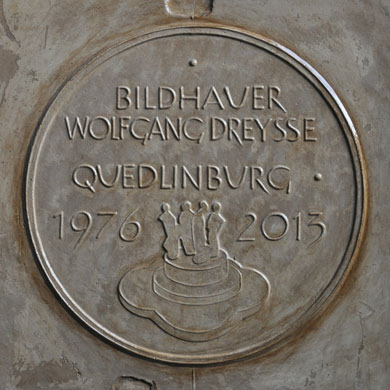 BILDHAUER
WOLFGANG DREYSSE
QUEDLINBURG
1976 2013